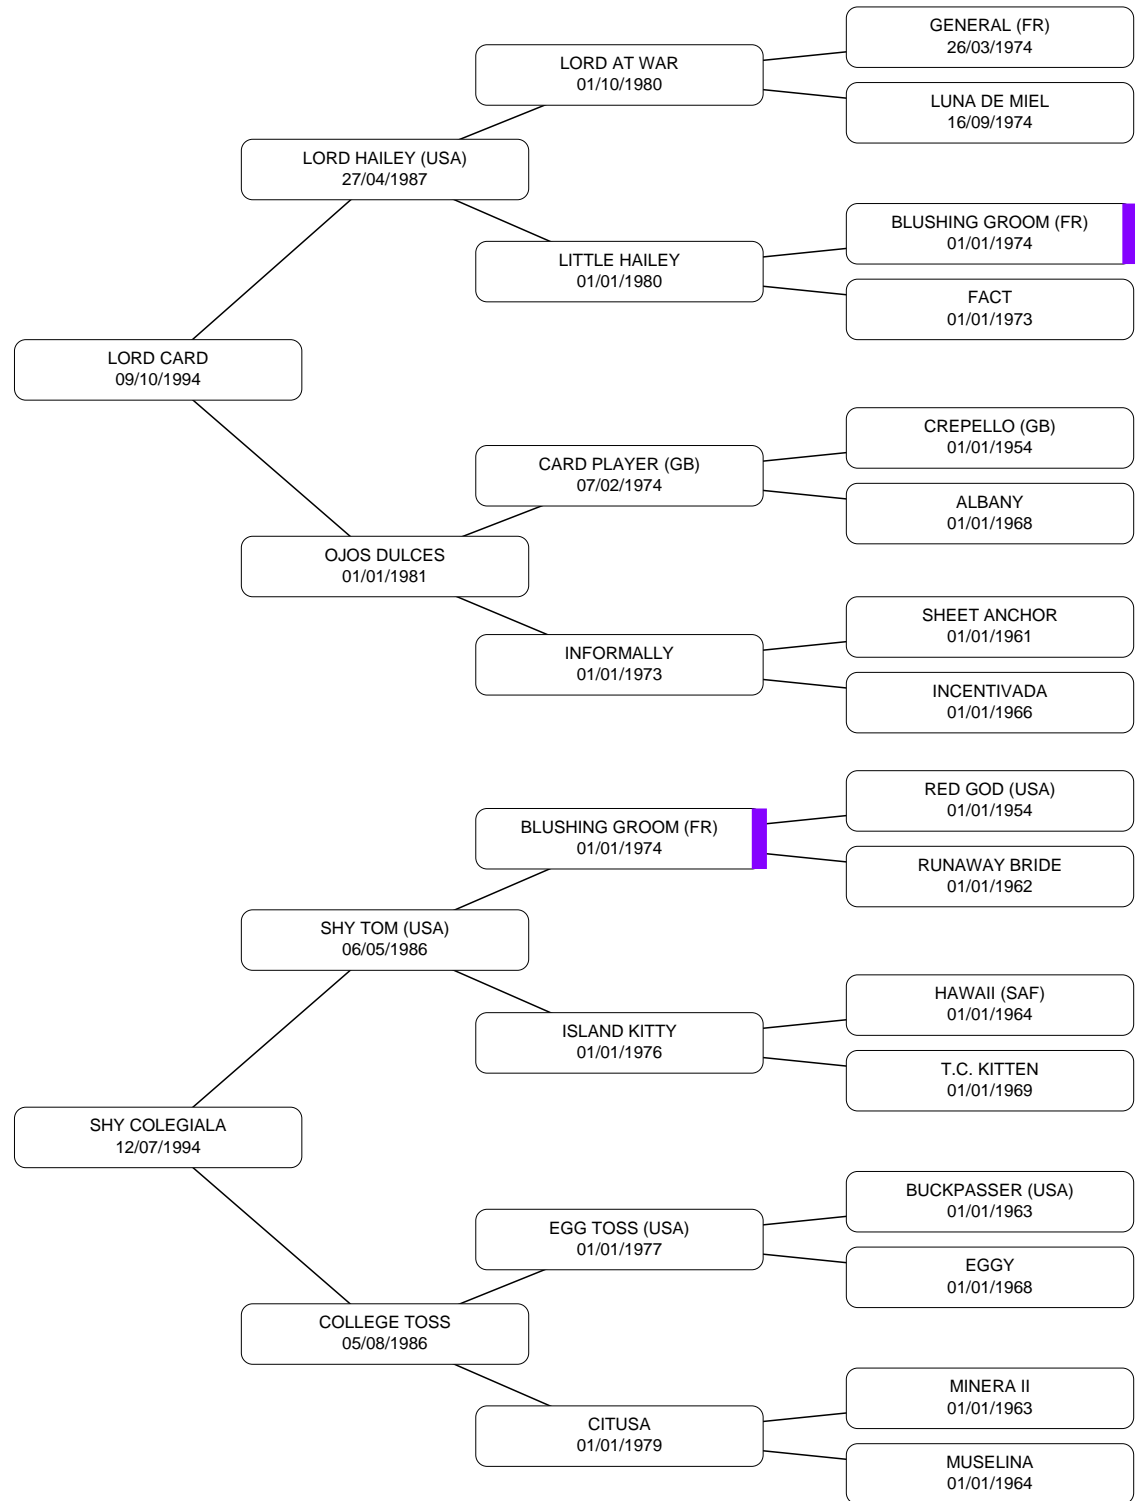 GENERAL (FR)
26/03/1974
LORD AT WAR
01/10/1980
LUNA DE MIEL
16/09/1974
LORD HAILEY (USA)
27/04/1987
BLUSHING GROOM (FR)
01/01/1974
LITTLE HAILEY
01/01/1980
FACT
01/01/1973
LORD CARD
09/10/1994
CREPELLO (GB)
01/01/1954
CARD PLAYER (GB)
07/02/1974
ALBANY
01/01/1968
OJOS DULCES
01/01/1981
SHEET ANCHOR
01/01/1961
INFORMALLY
01/01/1973
INCENTIVADA
01/01/1966
RED GOD (USA)
01/01/1954
BLUSHING GROOM (FR)
01/01/1974
RUNAWAY BRIDE
01/01/1962
SHY TOM (USA)
06/05/1986
HAWAII (SAF)
01/01/1964
ISLAND KITTY
01/01/1976
T.C. KITTEN
01/01/1969
SHY COLEGIALA
12/07/1994
BUCKPASSER (USA)
01/01/1963
EGG TOSS (USA)
01/01/1977
EGGY
01/01/1968
COLLEGE TOSS
05/08/1986
MINERA II
01/01/1963
CITUSA
01/01/1979
MUSELINA
01/01/1964